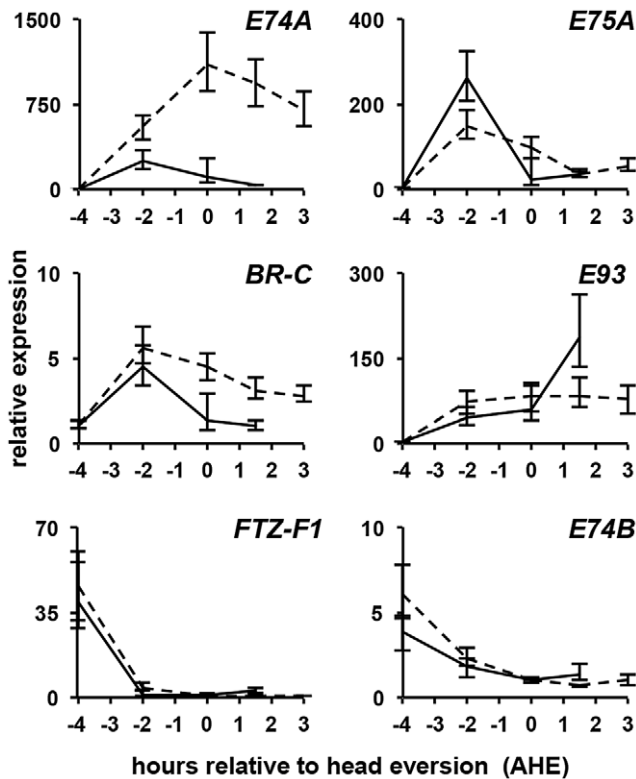 E74A
1500
750
0
-4 -3 -2 -1 0 1 2 3
E75A
400
200
0
-4 -3 -2 -1 0 1 2 3
BR-C
10
5
0
-4 -3 -2 -1 0 1 2 3
E93
300
150
0
-4 -3 -2 -1 0 1 2 3
FTZ-F1
70
35
0
-4 -3 -2 -1 0 1 2 3
E74B
10
5
0
-4 -3 -2 -1 0 1 2 3
relative expression
hours relative to head eversion (AHE)